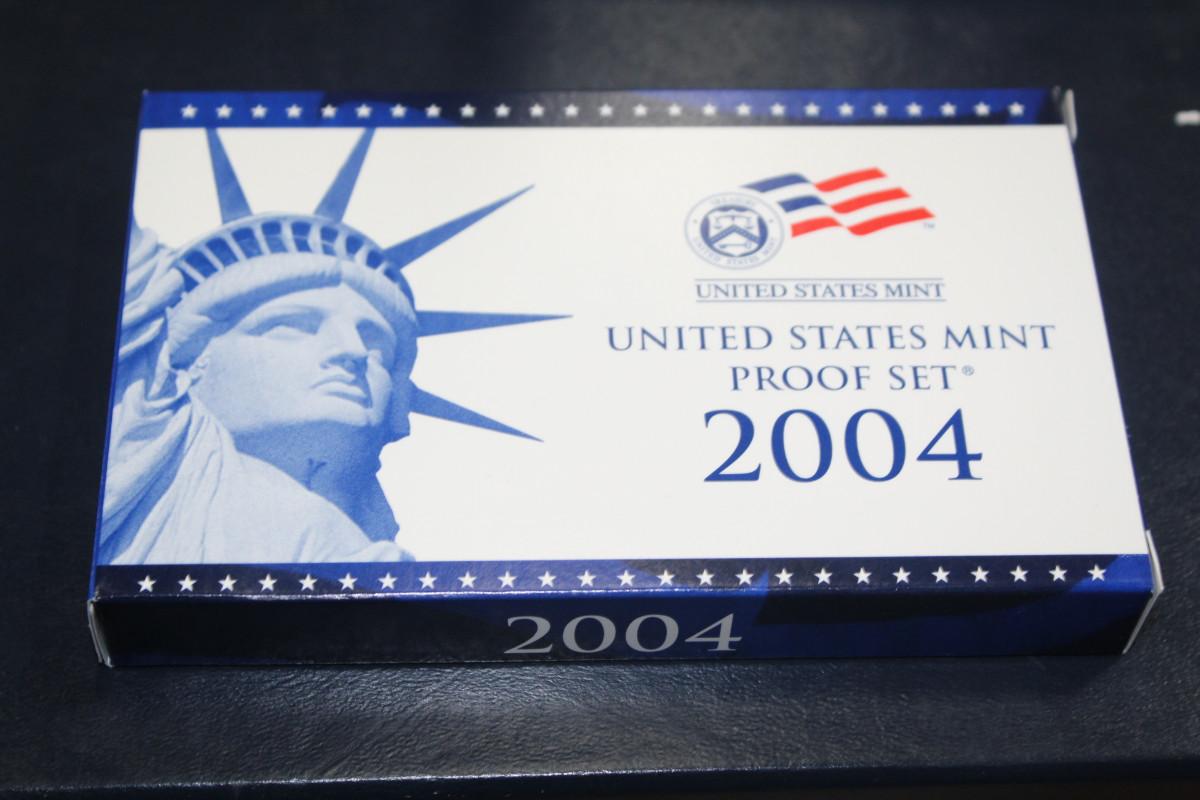 UNITED STATES MINT
UNITED STATES MINT
PROOF SET®
2004
2004